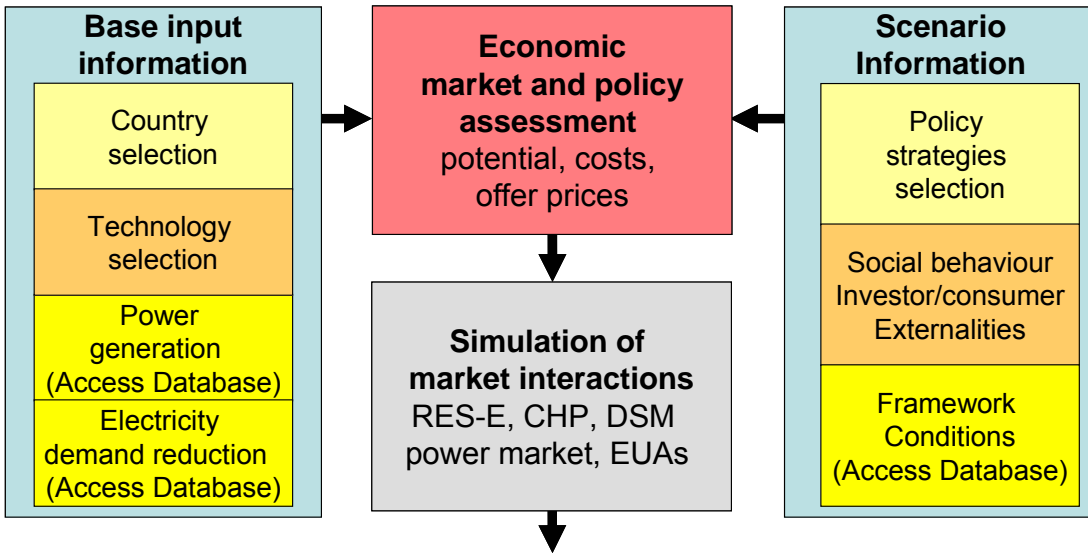 Base input
information
Country
selection
Technology
selection
Power
generation
(Access Database)
Electricity
demand reduction
(Access Database)
Economic
market and policy
assessment
potential, costs,
offer prices
Simulation of
market interactions
RES-E, CHP, DSM
power market, EUAs
Scenario
Information
Policy
strategies
selection
Social behaviour
Investor/consumer
Externalities
Framework
Conditions
(Access Database)